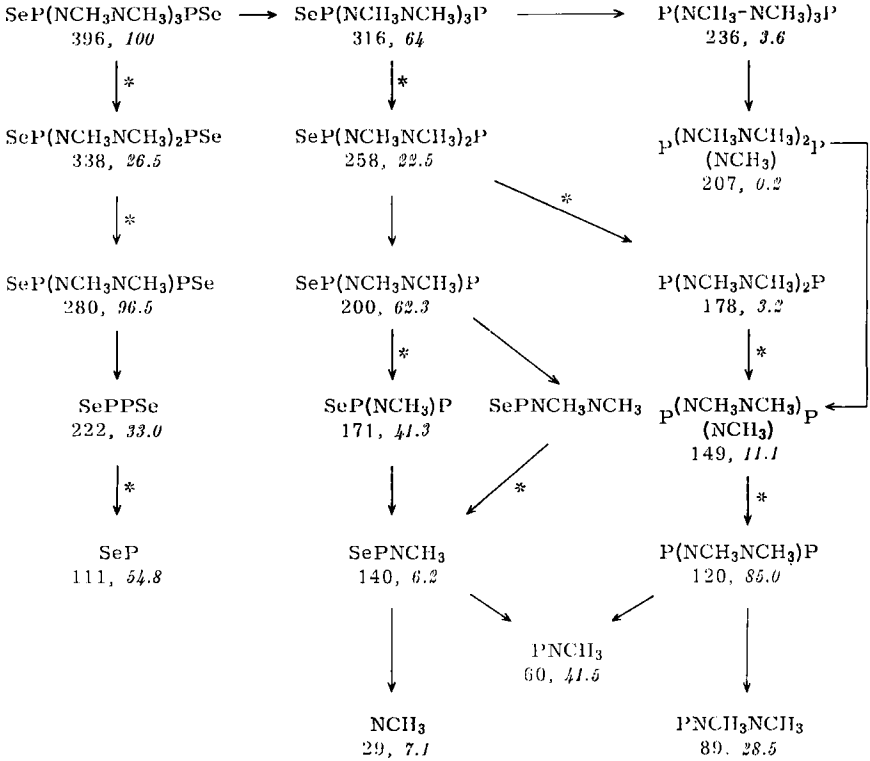 SeP(NCH₃NCH₃)₃PSe
396, 100
SeP(NCH₃NCH₃)₃P
316, 64
P(NCH₃-NCH₃)₃P
236, 3.6
*
*
SeP(NCH₃NCH₃)₂PSe
338, 26.5
SeP(NCH₃NCH₃)₂P
258, 22.5
P(NCH₃NCH₃)₂P
(NCH₃)
207, 0.2
*
*
SeP(NCH₃NCH₃)PSe
280, 96.5
SeP(NCH₃NCH₃)P
200, 62.3
P(NCH₃NCH₃)₂P
178, 3.2
*
*
SePPSe
222, 33.0
SeP(NCH₃)P
171, 41.3
SePNCH₃NCH₃
P(NCH₃NCH₃)P
(NCH₃)
149, 11.1
*
*
*
SeP
111, 54.8
SePNCH₃
140, 6.2
P(NCH₃NCH₃)P
120, 85.0
PNCH₃
60, 41.5
NCH₃
29, 7.1
PNCH₃NCH₃
89. 28.5